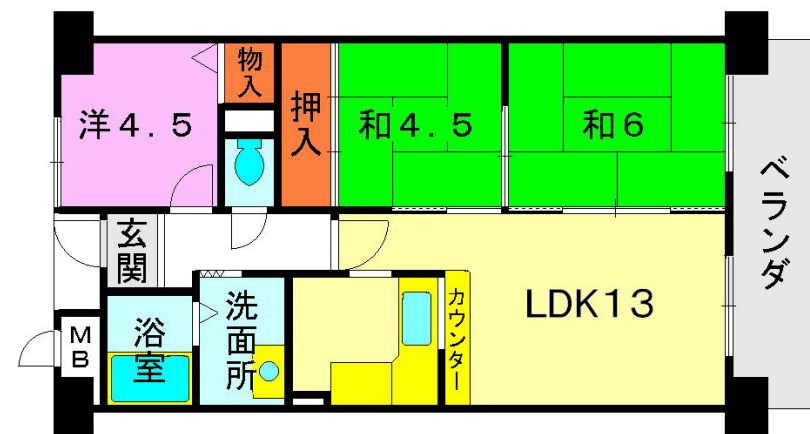 洋4.5
物入
押入
和4.5
和6
ベランダ
玄関
MB
浴室
洗面所
カウンター
LDK13